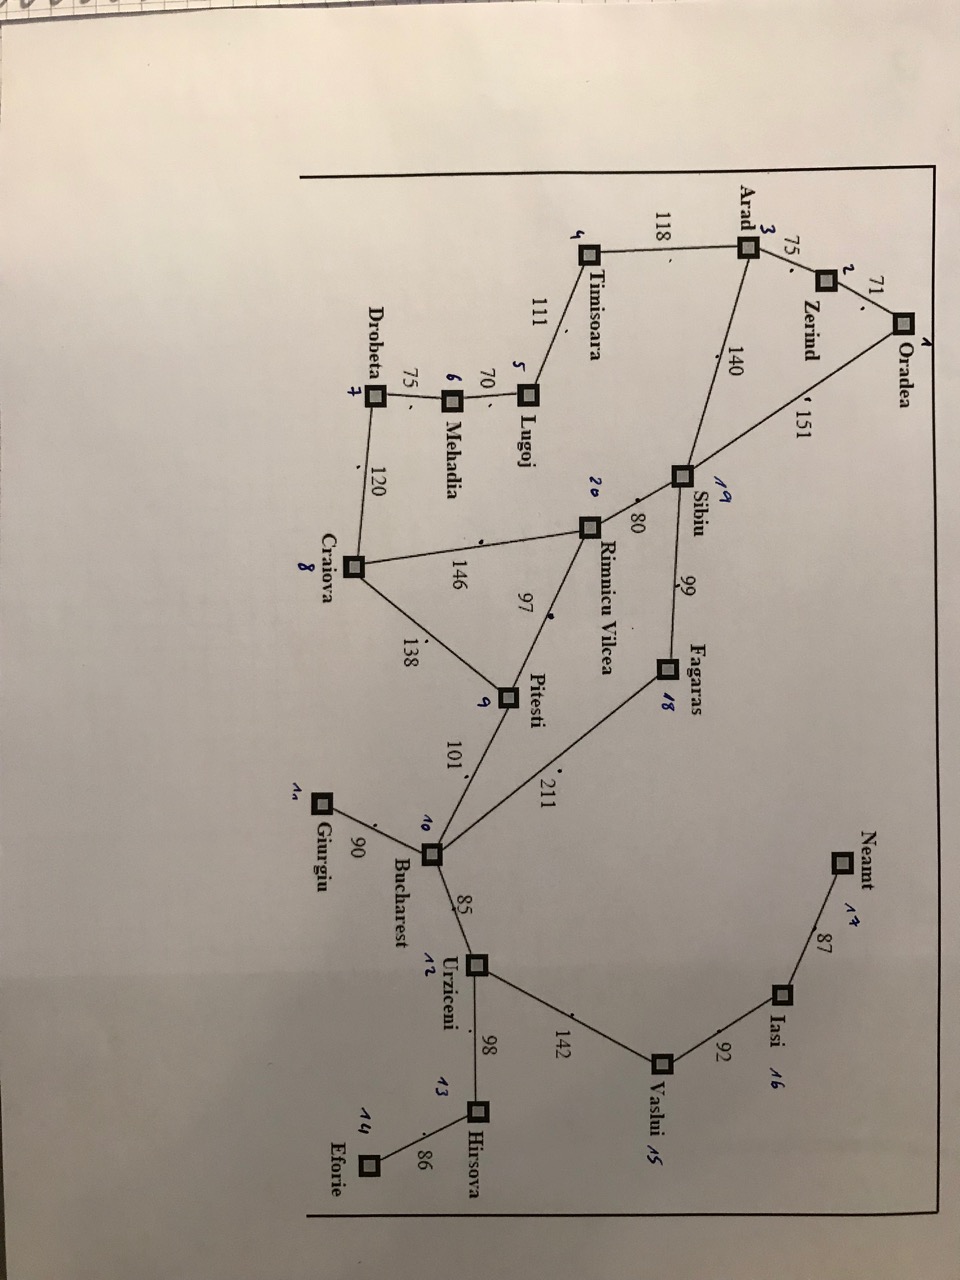 1
Oradea
71
2
Zerind
75
3
Arad
151
140
118
4
Timisoara
111
5
Lugoj
70
6
Mehadia
75
Drobeta
7
120
Craiova
8
19
Sibiu
99
Fagaras
18
80
20
Rimnicu Vilcea
146
97
138
Pitesti
9
211
101
10
Bucharest
90
11
Giurgiu
85
12
Urziceni
Neamt
17
87
Iasi
16
92
Vaslui 15
142
98
13
Hirsova
86
14
Eforie